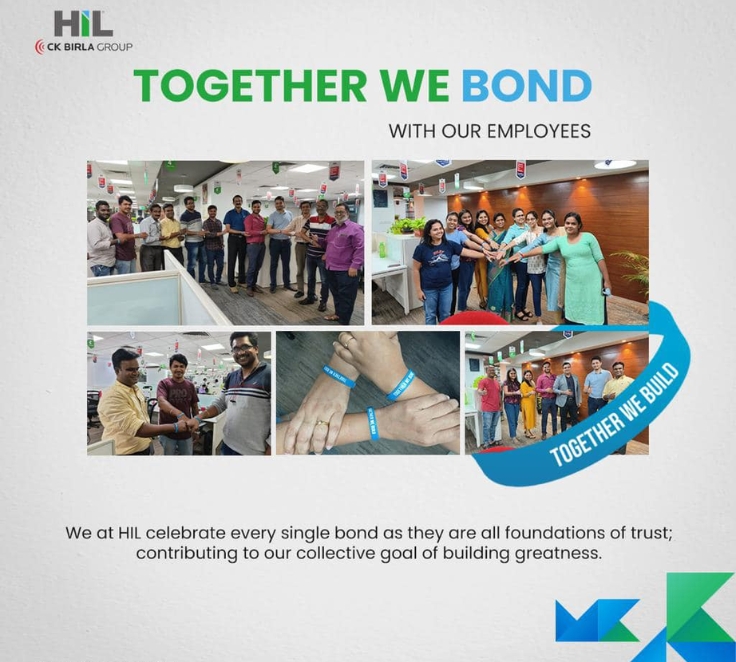 HIL
CK BIRLA GROUP
TOGETHER WE BOND
WITH OUR EMPLOYEES
TOGETHER WE BUILD
We at HIL celebrate every single bond as they are all foundations of trust;
contributing to our collective goal of building greatness.